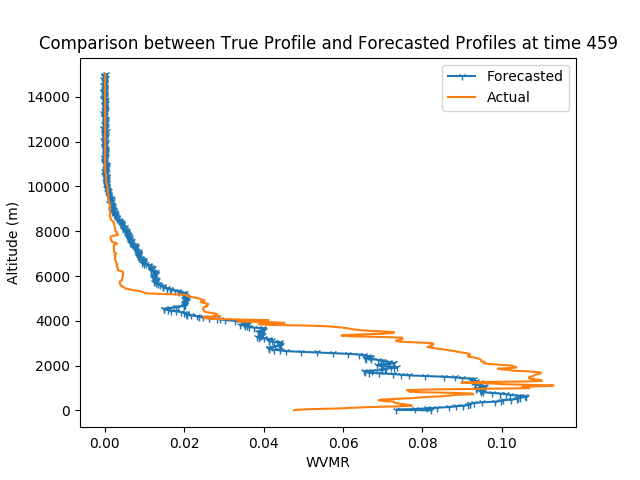 Comparison between True Profile and Forecasted Profiles at time 459
Forecasted
Actual
14000
12000
10000
8000
6000
4000
2000
0
Altitude (m)
0.00 0.02 0.04 0.06 0.08 0.10
WVMR